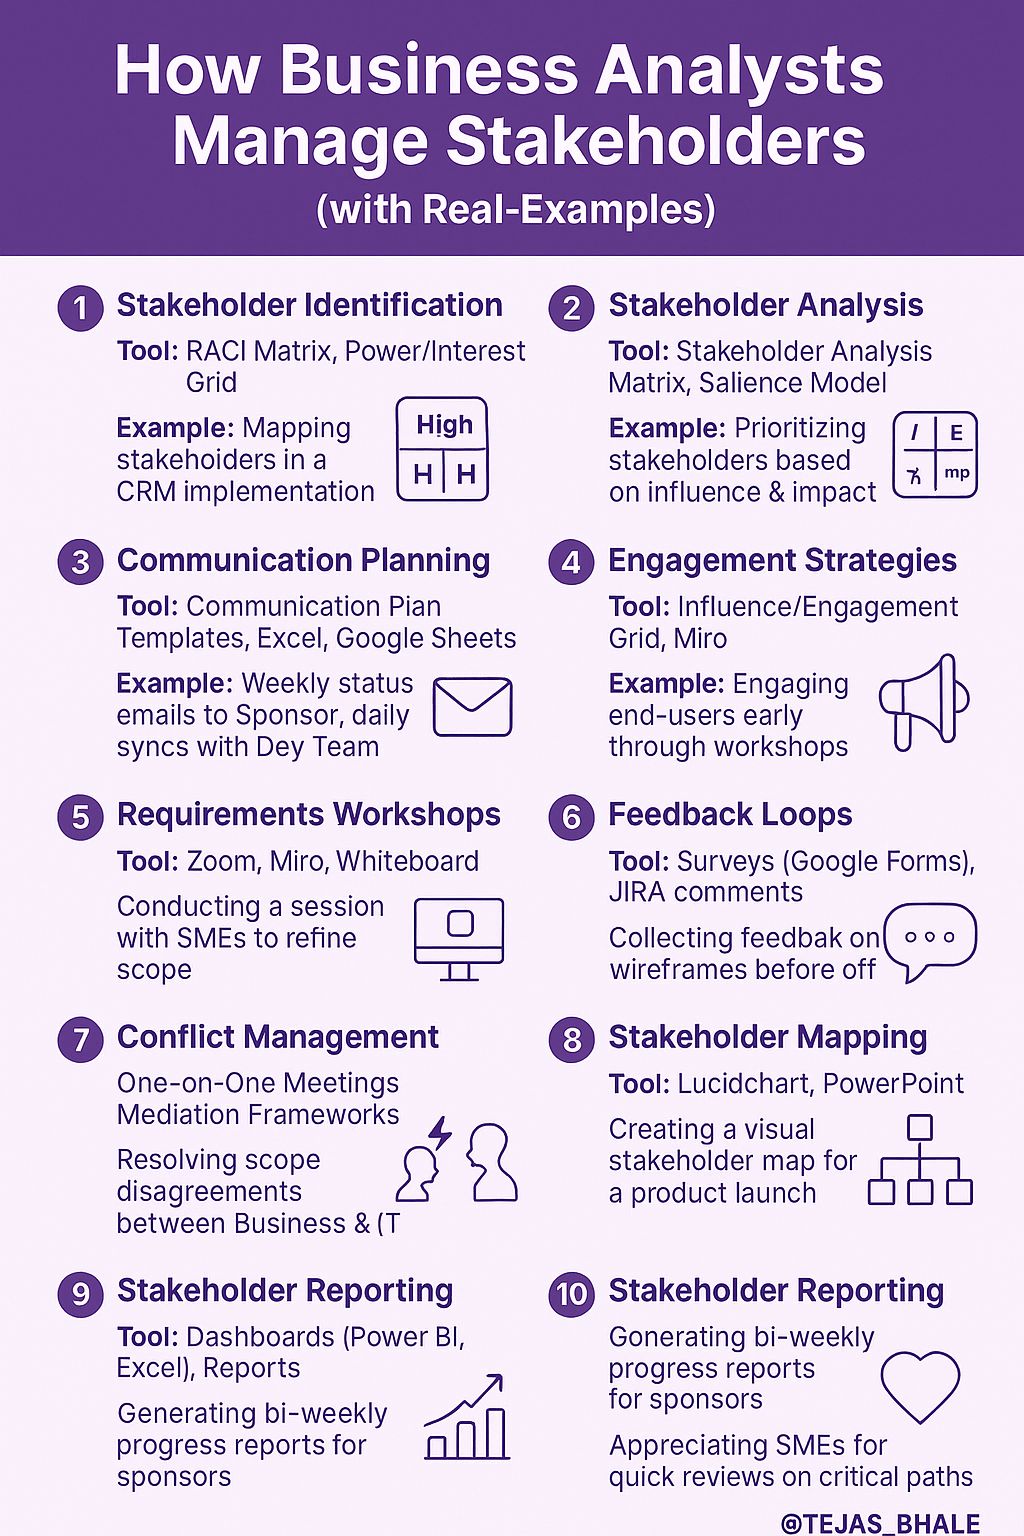 How Business Analysts
Manage Stakeholders
(with Real-Examples)
1 Stakeholder Identification
Tool: RACI Matrix, Power/Interest
Grid
Example: Mapping
stakehoiders in a
CRM implementation
High
H H
2 Stakeholder Analysis
Tool: Stakeholder Analysis
Matrix, Salience Model
Example: Prioritizing
stakeholders based
on influence & impact
I E
mp
3 Communication Planning
Tool: Communication Pian
Templates, Excel, Google Sheets
Example: Weekly status
emails to Sponsor, daily
syncs with Dey Team
4 Engagement Strategies
Tool: Influence/Engagement
Grid, Miro
Example: Engaging
end-users early
through workshops
5 Requirements Workshops
Tool: Zoom, Miro, Whiteboard
Conducting a session
with SMEs to refine
scope
6 Feedback Loops
Tool: Surveys (Google Forms),
JIRA comments
Collecting feedbak on
wireframes before off
7 Conflict Management
One-on-One Meetings
Mediation Frameworks
Resolving scope
disagreements
between Business & (T
8 Stakeholder Mapping
Tool: Lucidchart, PowerPoint
Creating a visual
stakeholder map for
a product launch
9 Stakeholder Reporting
Tool: Dashboards (Power BI,
Excel), Reports
Generating bi-weekly
progress reports for
sponsors
10 Stakeholder Reporting
Gonerating bi-weekly
progress reports
for sponsors
Appreciating SMEs for
quick reviews on critical paths
@TEJAS_BHALE